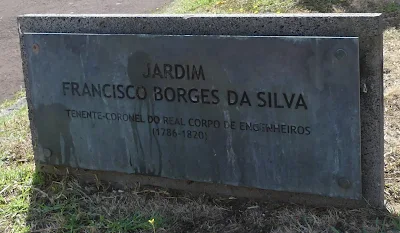 JARDIM
FRANCISCO BORGES DA SILVA
TENENTE-CORONEL DO REAL CORPO DE ENGENHEIROS
(1786-1820)